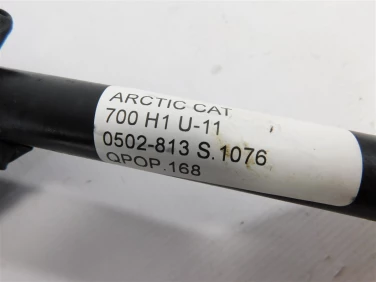 ARCTIC CAT
700 H1 U-11
0502-813 S.1076
QPOP.168